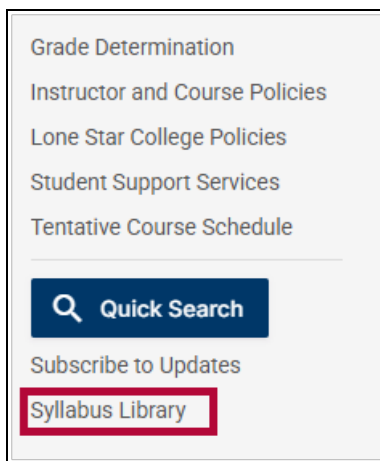 Grade Determination
Instructor and Course Policies
Lone Star College Policies
Student Support Services
Tentative Course Schedule
Quick Search
Subscribe to Updates
Syllabus Library